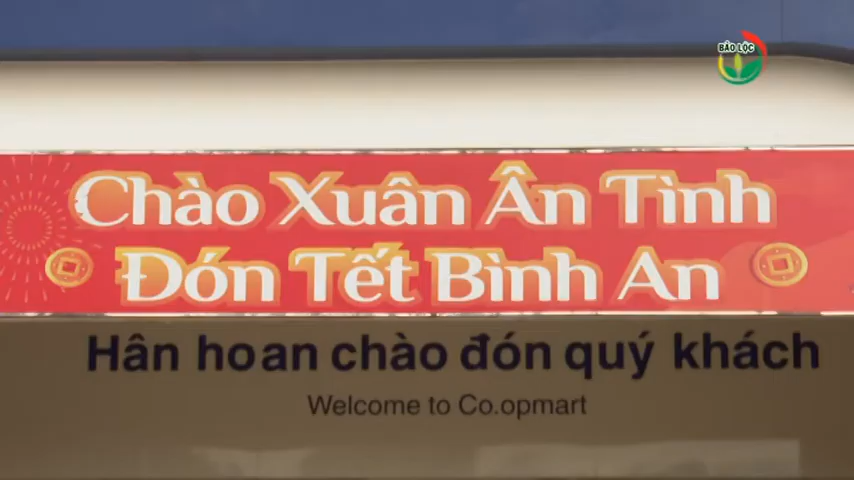 BẢO LỘC
Chào Xuân Ân Tình
Đón Tết Bình An
Hân hoan chào đón quý khách
Welcome to Co.opmart